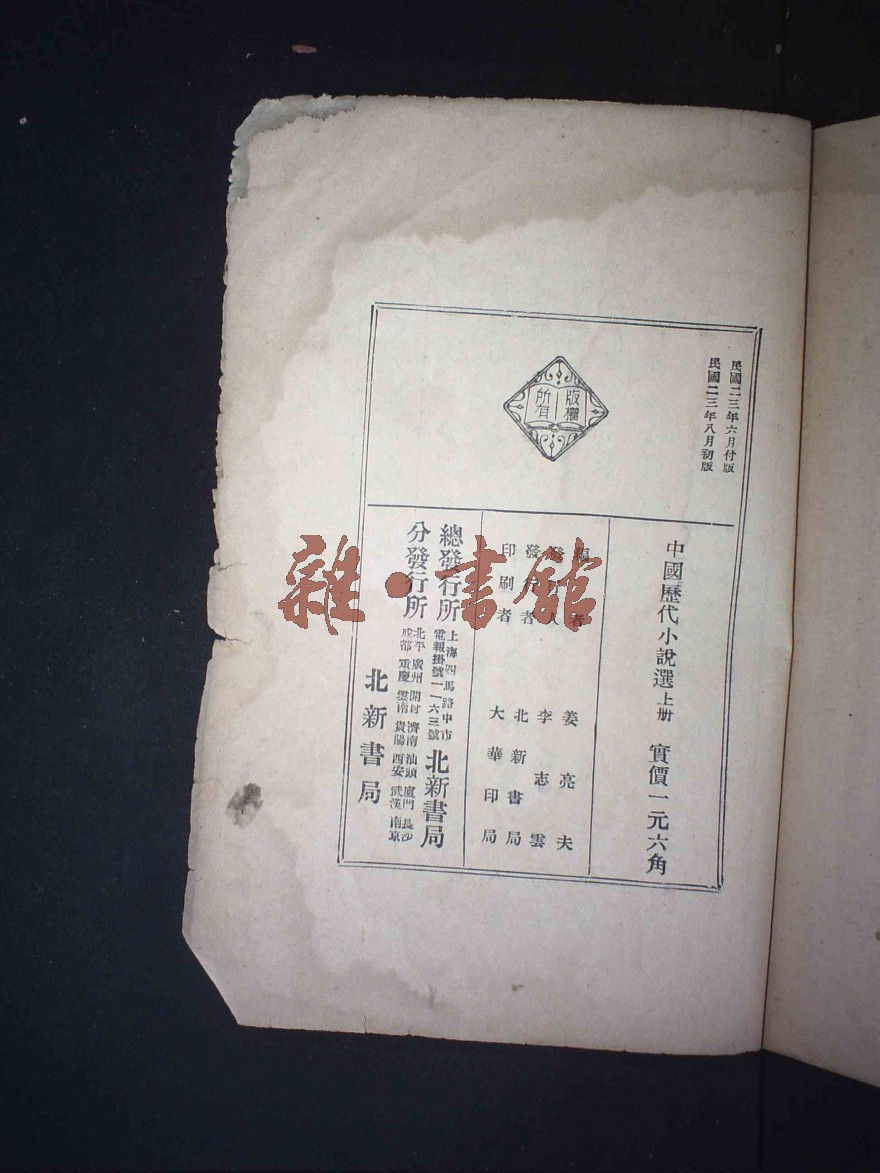 民國二三年六月付版
民國二三年八月初版
版權
所有
中國歷代小說選 上册 實價一元六角
者 姜亮夫
發行人 李志雲
發行者 北新書局
印刷者 大華印局
總發行所 上海四馬路中市 電報掛號一一六三號 北新書局
分發行所 北平 廣州 開封 濟南 汕頭 廈門 長沙
成都 重慶 雲南 貴陽 西安 武漢 南京
北新書局
雜·書館